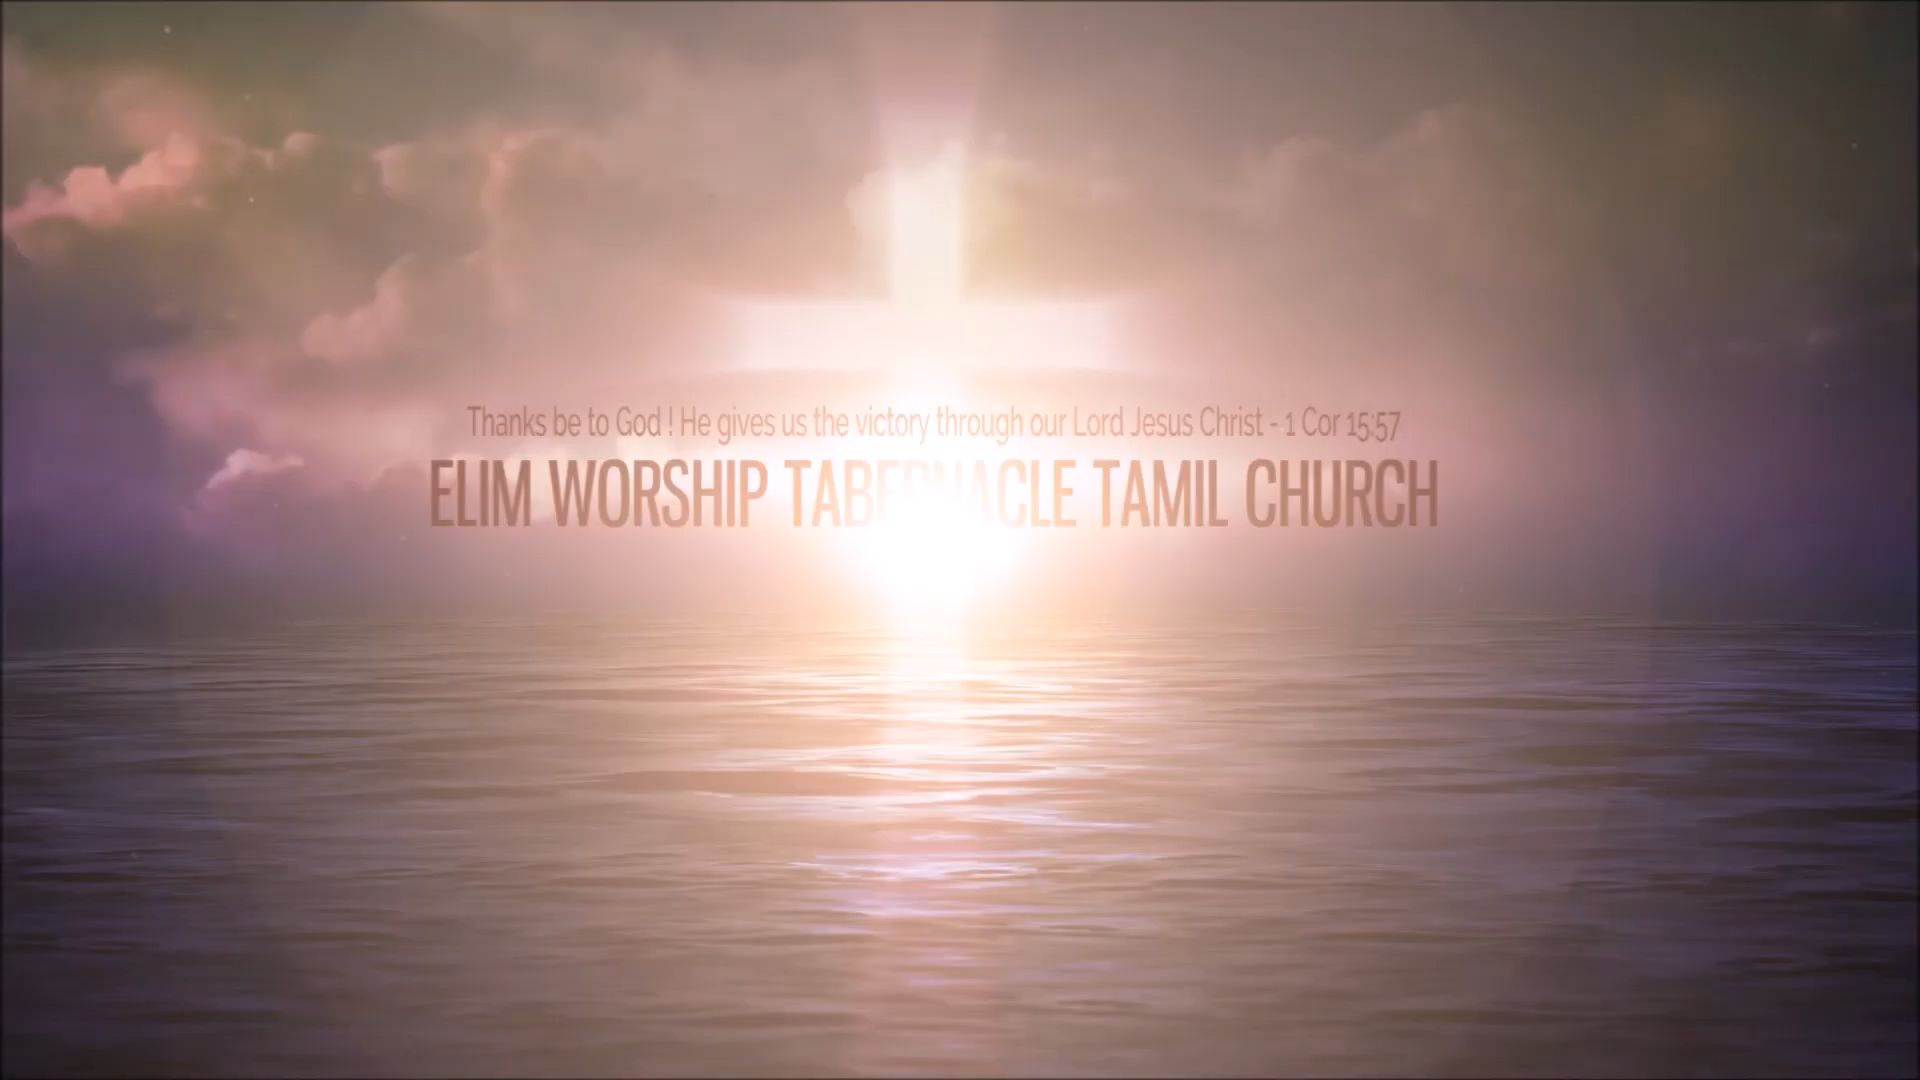 Thanks be to God ! He gives us the victory through our Lord Jesus Christ - 1 Cor 15:57
ELIM WORSHIP TABERNACLE TAMIL CHURCH